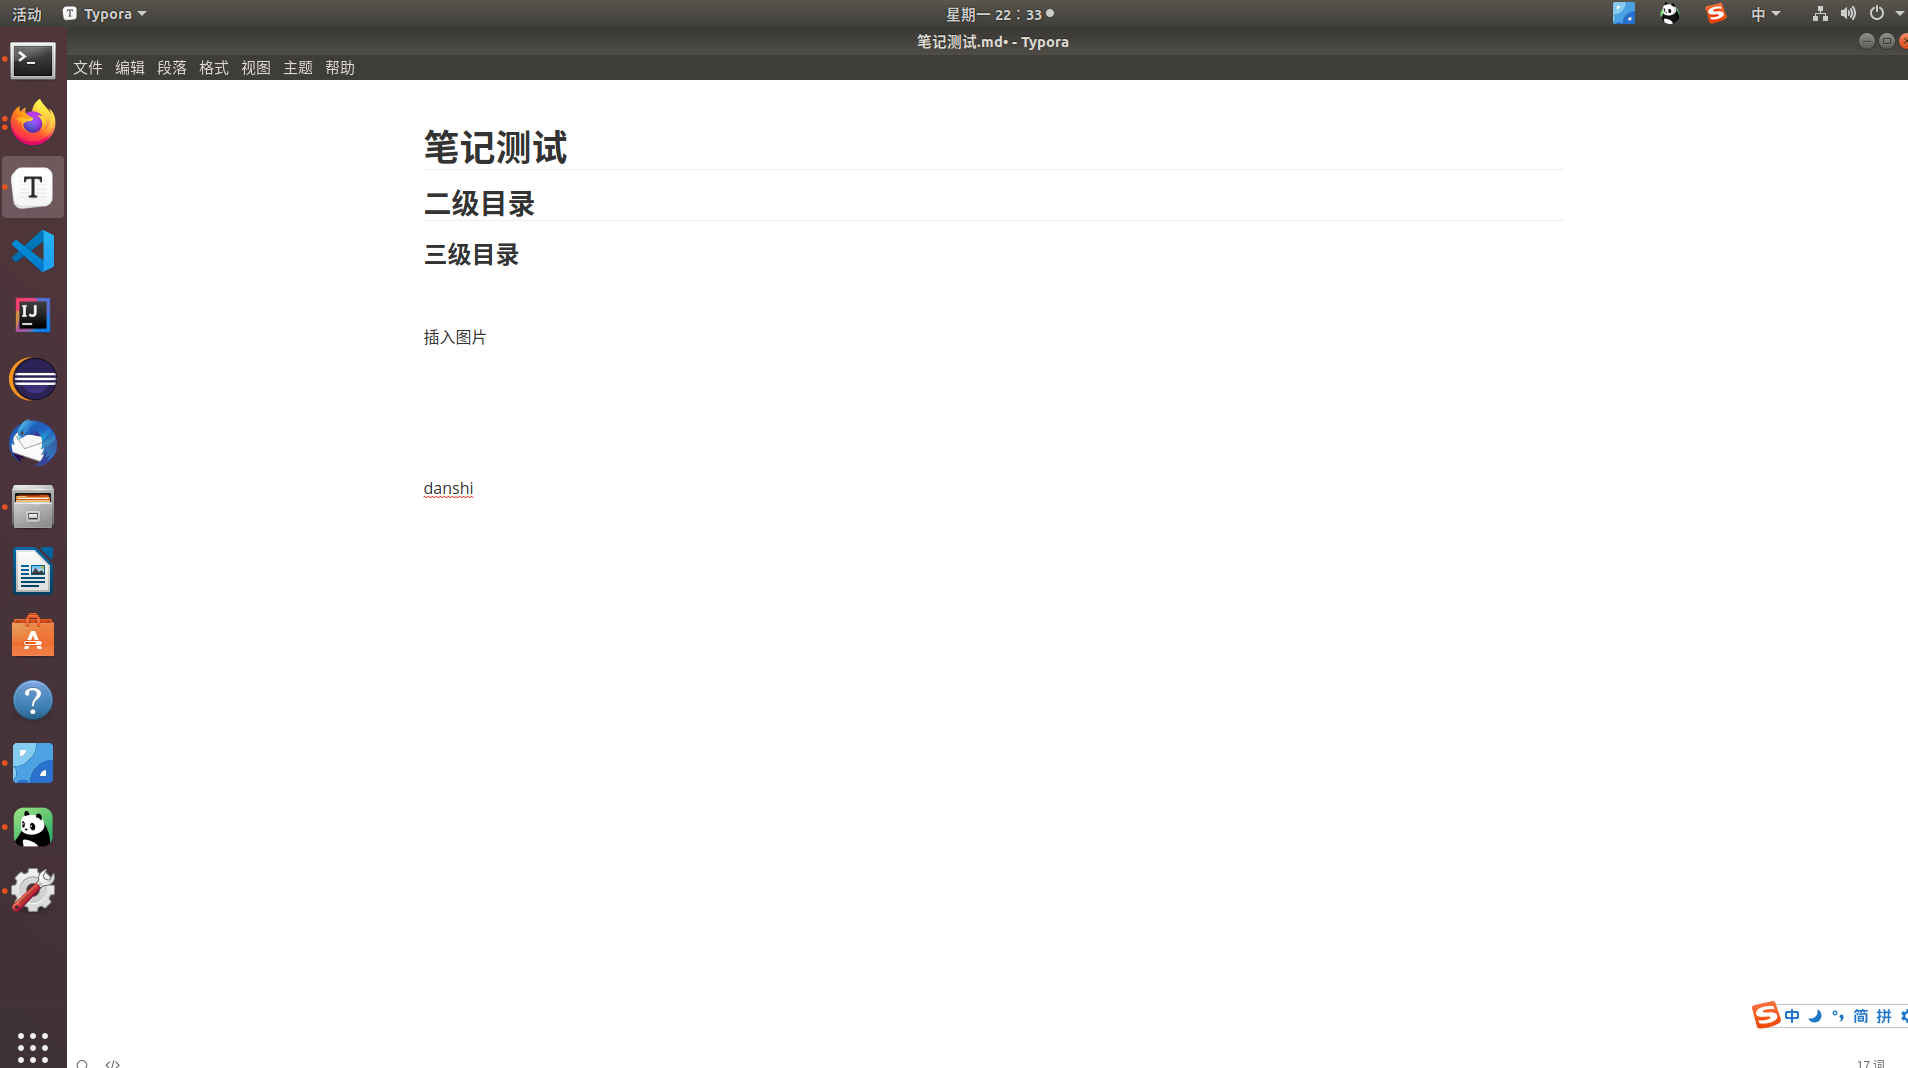 活动 Typora 星期一 22：33 中
笔记测试.md• - Typora
文件 编辑 段落 格式 视图 主题 帮助
笔记测试
二级目录
三级目录
插入图片
danshi
中 简 拼
17 词